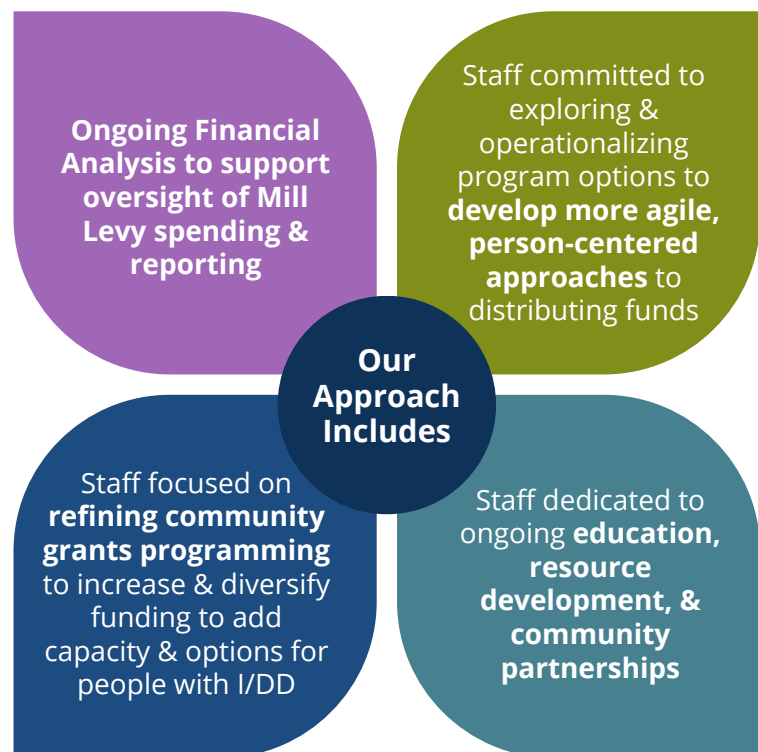 Ongoing Financial
Analysis to support
oversight of Mill
Levy spending &
reporting
Staff committed to
exploring &
operationalizing
program options to
develop more agile,
person-centered
approaches to
distributing funds
Our
Approach
Includes
Staff focused on
refining community
grants programming
to increase & diversify
funding to add
capacity & options for
people with I/DD
Staff dedicated to
ongoing education,
resource
development, &
community
partnerships